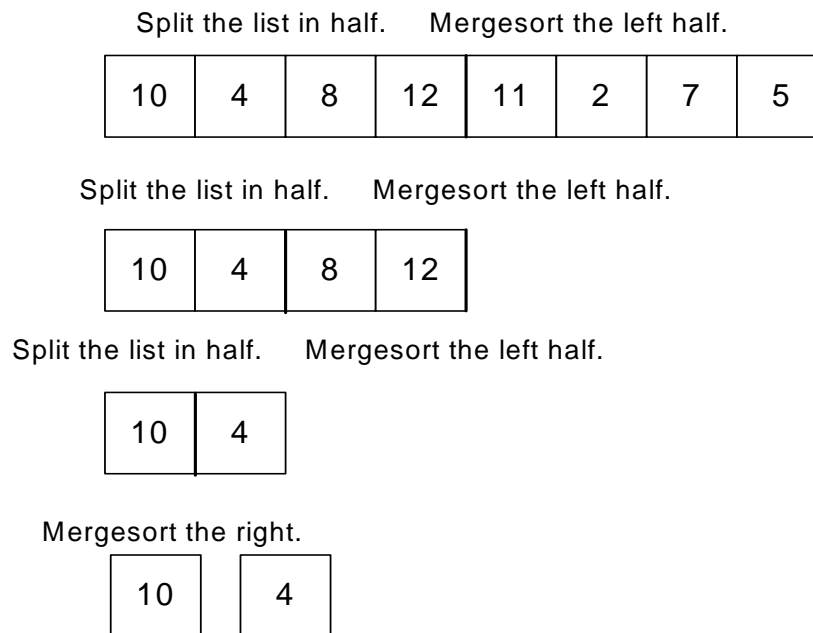 Split the list in half. Mergesort the left half.
10 4 8 12 11 2 7 5
Split the list in half. Mergesort the left half.
10 4 8 12
Split the list in half. Mergesort the left half.
10 4
Mergesort the right.
10 4